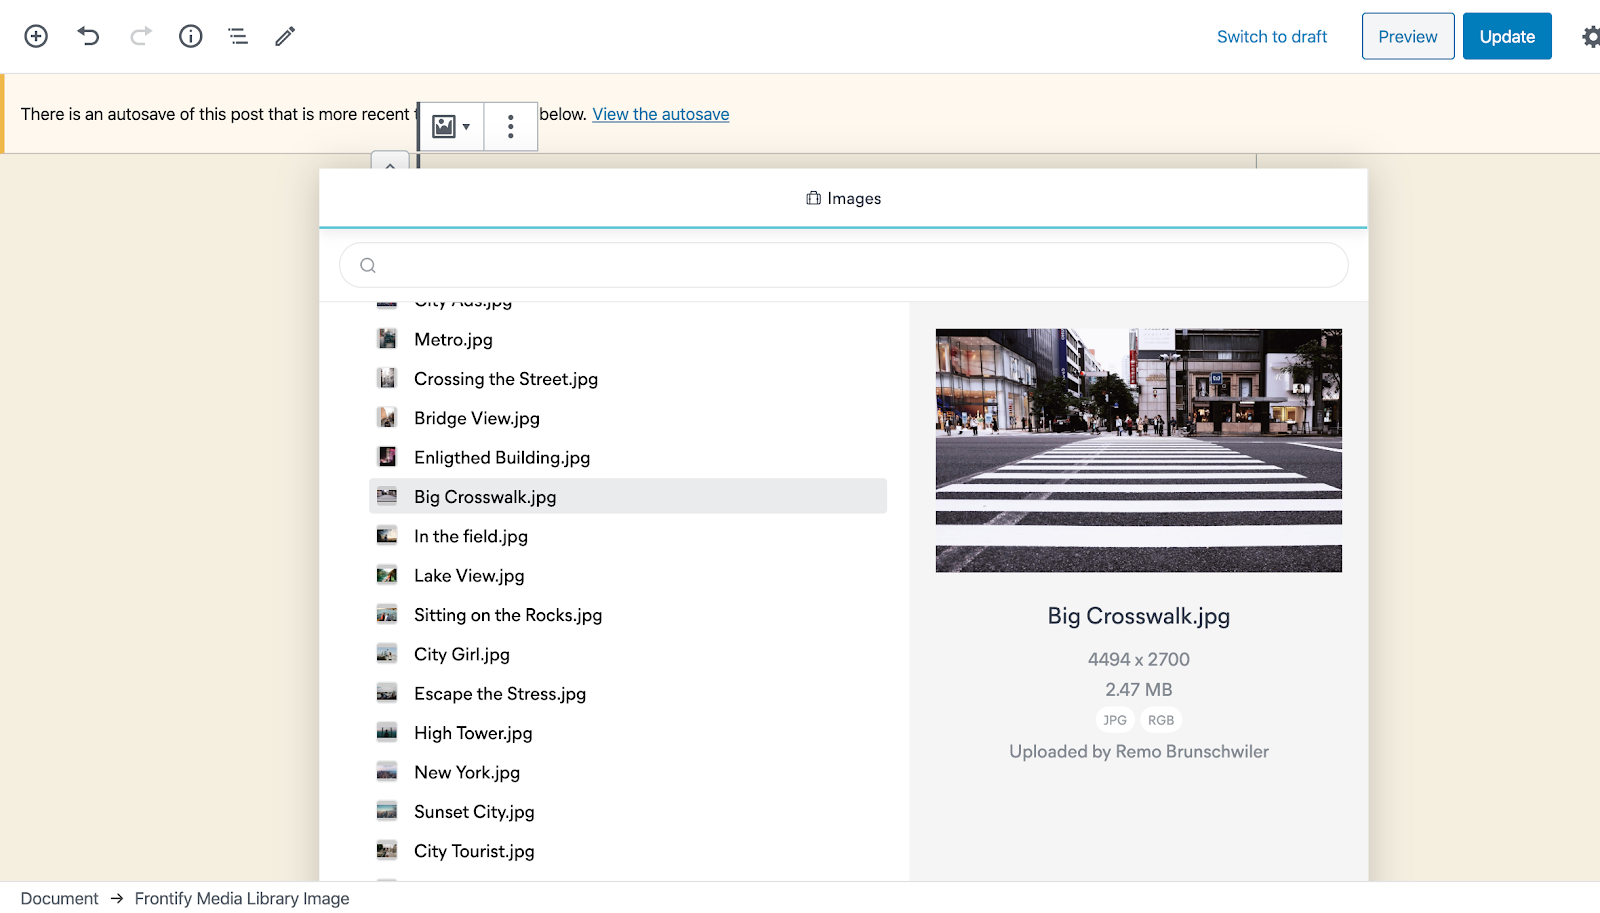 Switch to draft
Preview
Update
There is an autosave of this post that is more recent
below. View the autosave
Images
City Ads.jpg
Metro.jpg
Crossing the Street.jpg
Bridge View.jpg
Enligthed Building.jpg
Big Crosswalk.jpg
In the field.jpg
Lake View.jpg
Sitting on the Rocks.jpg
City Girl.jpg
Escape the Stress.jpg
High Tower.jpg
New York.jpg
Sunset City.jpg
City Tourist.jpg
Big Crosswalk.jpg
4494 x 2700
2.47 MB
JPG RGB
Uploaded by Remo Brunschwiler
Document → Frontify Media Library Image